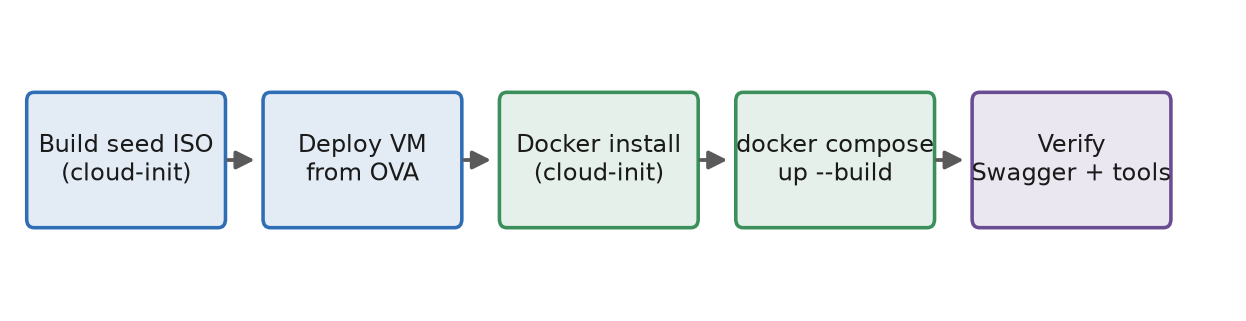 Build seed ISO
(cloud-init)
Deploy VM
from OVA
Docker install
(cloud-init)
docker compose
up --build
Verify
Swagger + tools